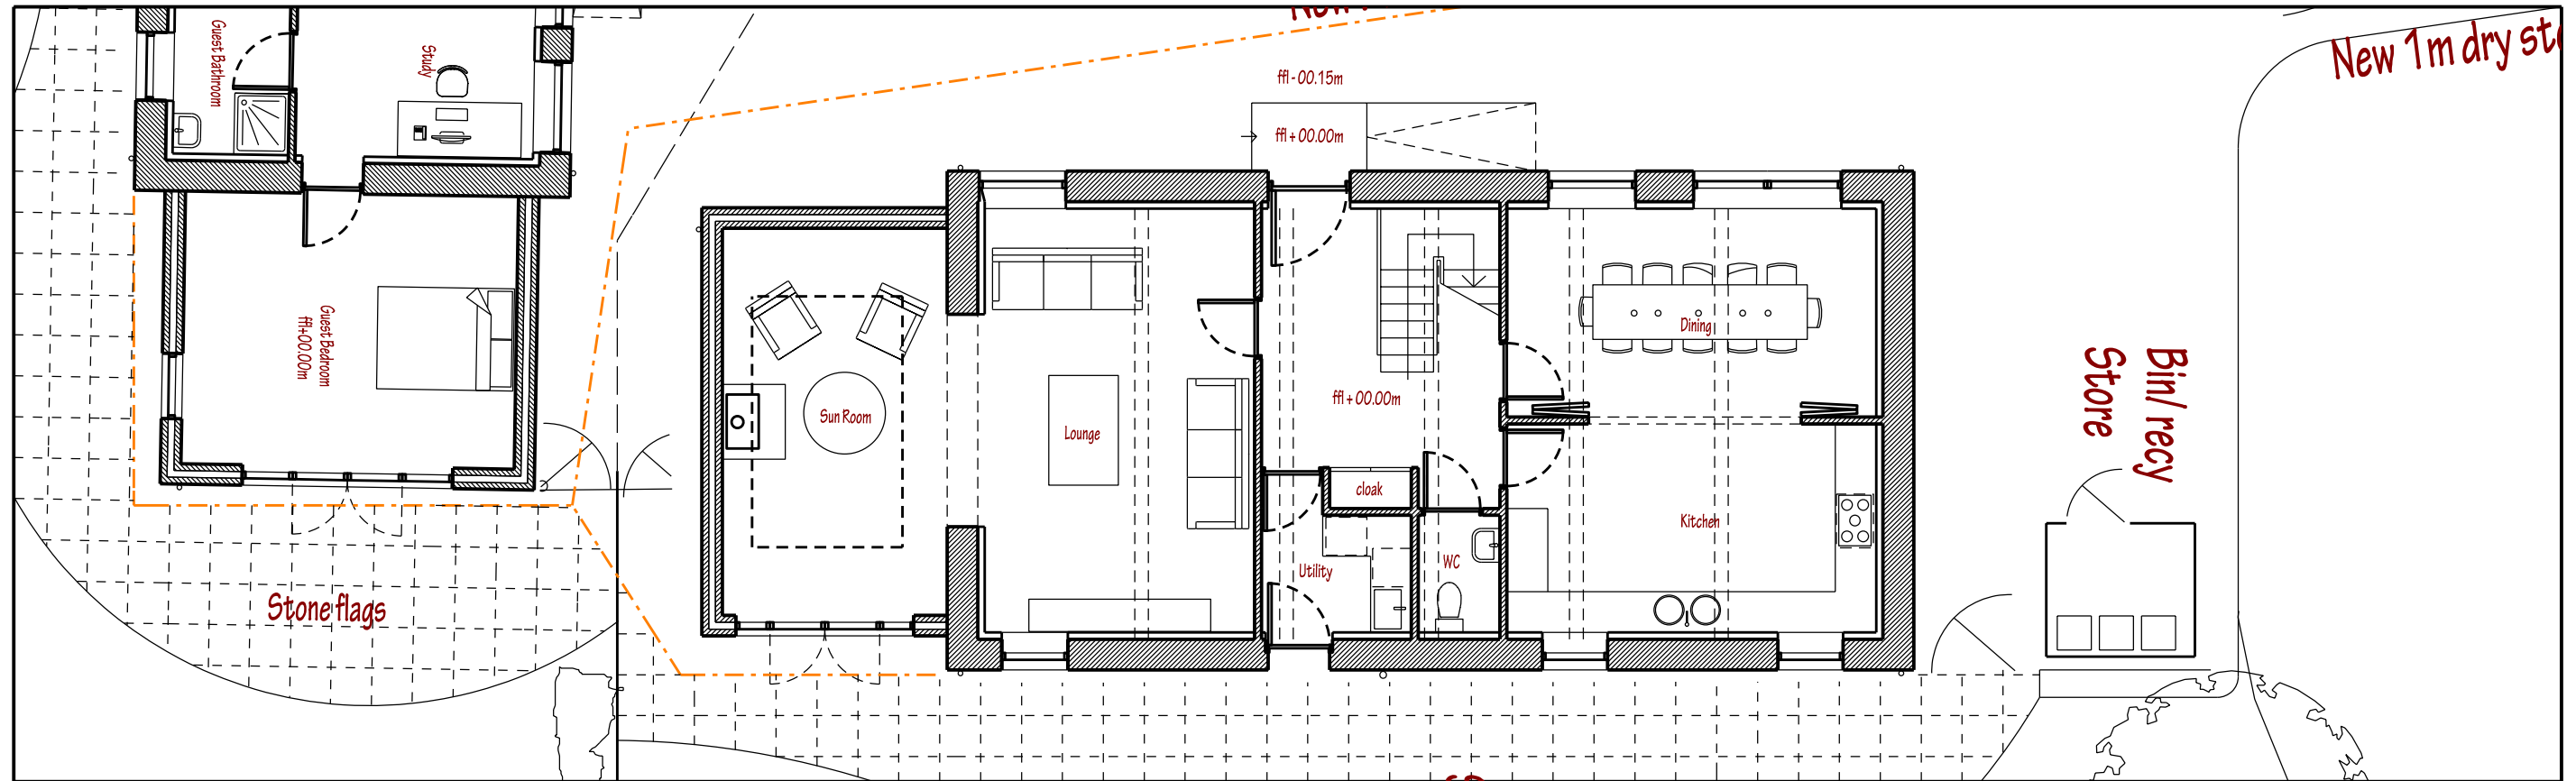 New 1m dry
ffl - 00.15m
ffl + 00.00m
Guest Bathroom
Study
Guest Bedroom
ffl+00.00m
Sun Room
Lounge
ffl + 00.00m
Dining
cloak
Kitchen
Utility
WC
Bin/ recy
Store
Stone flags